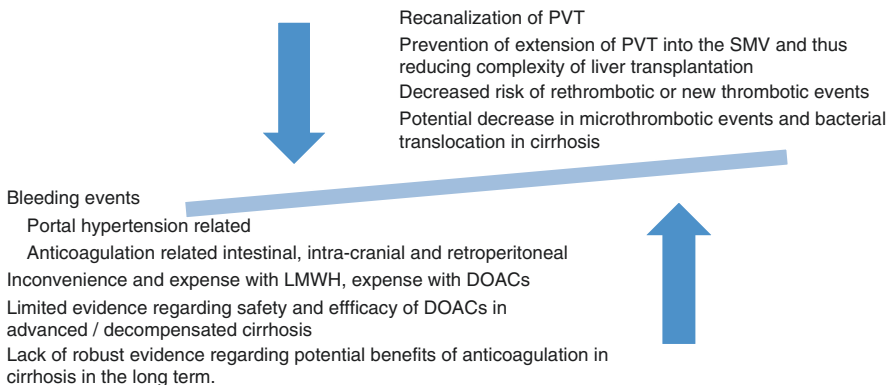 Recanalization of PVT
Prevention of extension of PVT into the SMV and thus
reducing complexity of liver transplantation
Decreased risk of rethrombotic or new thrombotic events
Potential decrease in microthrombotic events and bacterial
translocation in cirrhosis
Bleeding events
Portal hypertension related
Anticoagulation related intestinal, intra-cranial and retroperitoneal
Inconvenience and expense with LMWH, expense with DOACs
Limited evidence regarding safety and effficacy of DOACs in
advanced / decompensated cirrhosis
Lack of robust evidence regarding potential benefits of anticoagulation in
cirrhosis in the long term.